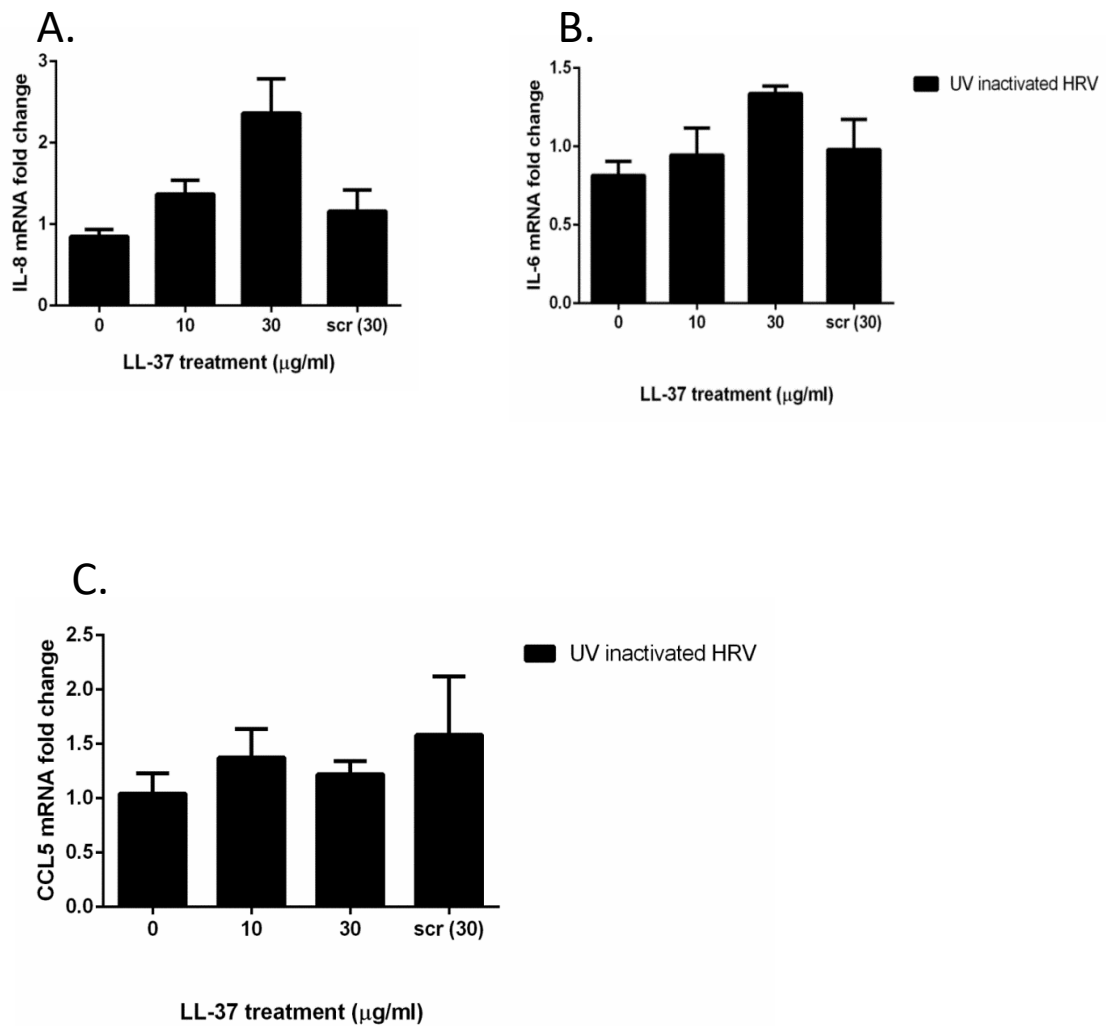 A.
IL-8 mRNA fold change
3
2
1
0
0 10 30 scr (30)
LL-37 treatment (μg/ml)
B.
IL-6 mRNA fold change
1.5
1.0
0.5
0.0
0 10 30 scr (30)
LL-37 treatment (μg/ml)
UV inactivated HRV
C.
CCL5 mRNA fold change
2.5
2.0
1.5
1.0
0.5
0.0
0 10 30 scr (30)
LL-37 treatment (μg/ml)
UV inactivated HRV